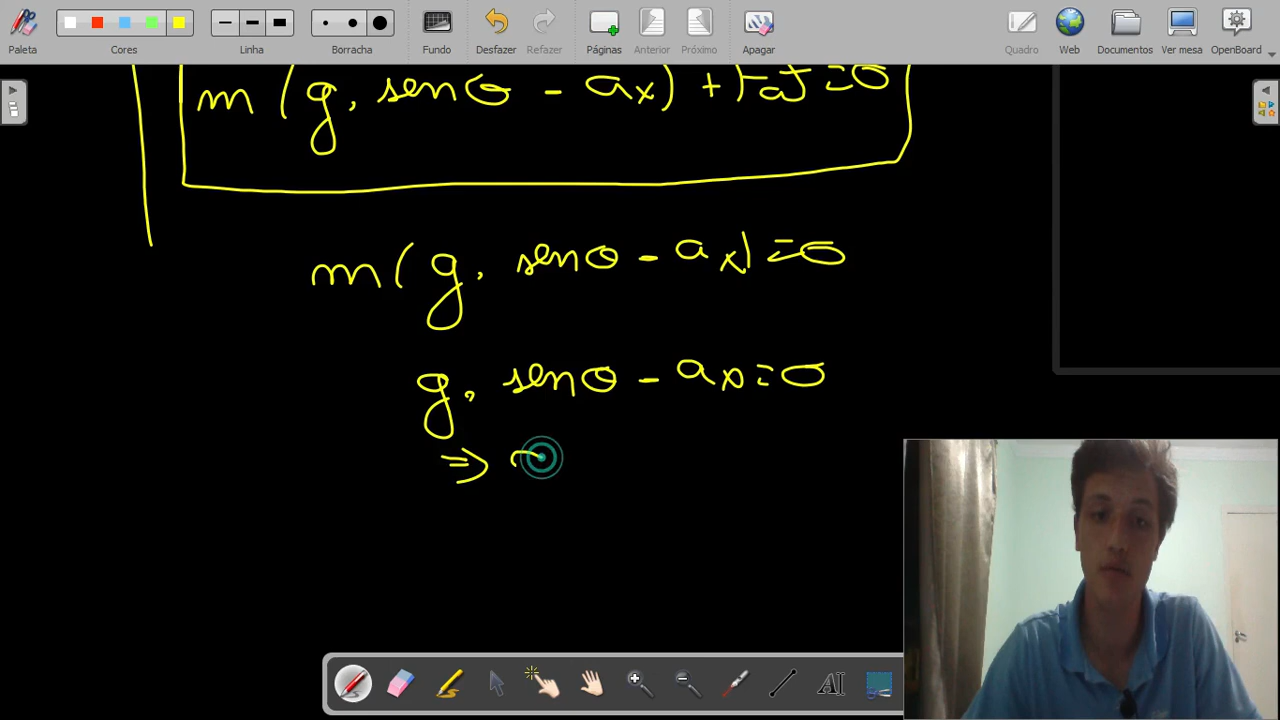 Paleta Cores Linha Borracha Fundo Desfazer Refazer Páginas Anterior Próximo Apagar Quadro Web Documentos Ver mesa OpenBoard
m (g. senθ - ax) + Fat = 0
m (g. senθ - ax) = 0
g. senθ - ax = 0
⇒
AI